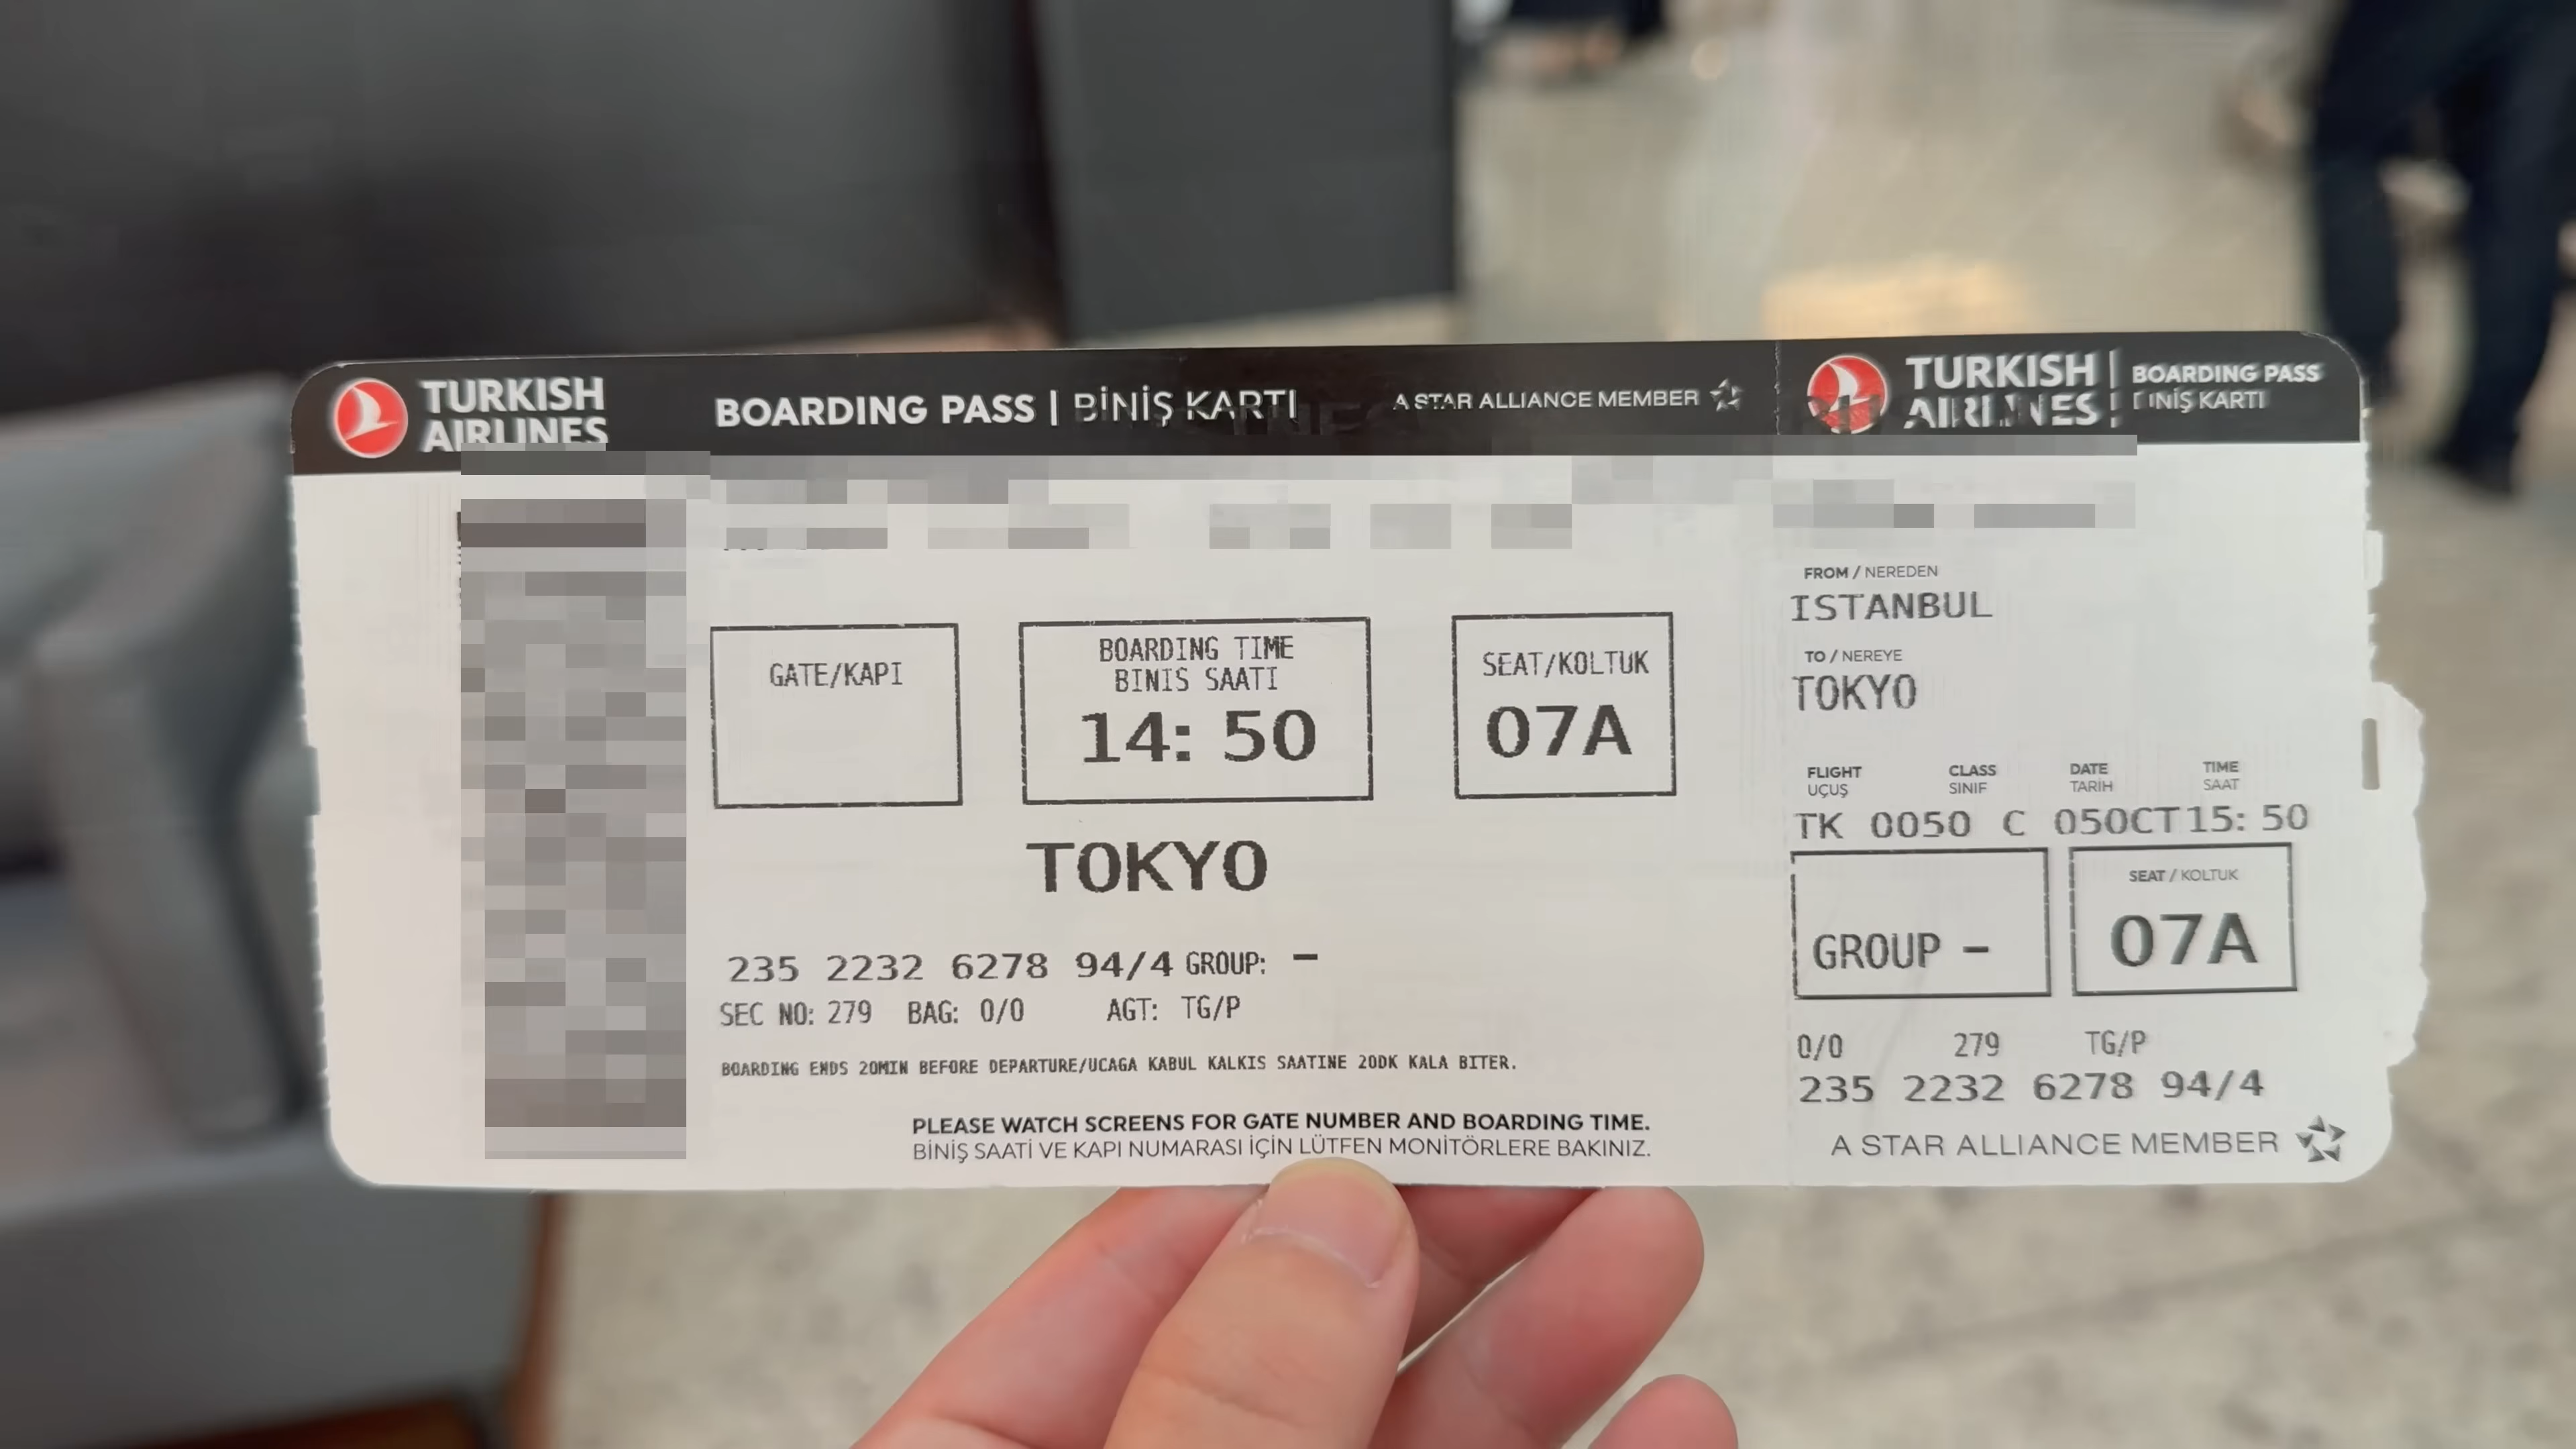 TURKISH
AIRLINES
BOARDING PASS | BİNİŞ KARTI
A STAR ALLIANCE MEMBER
GATE/KAPI
BOARDING TIME
BINIS SAATI
14: 50
SEAT/KOLTUK
07A
TOKYO
235 2232 6278 94/4 GROUP: -
SEC NO: 279 BAG: 0/0 AGT: TG/P
BOARDING ENDS 20MIN BEFORE DEPARTURE/UCAGA KABUL KALKIS SAATINE 20DK KALA BITER.
PLEASE WATCH SCREENS FOR GATE NUMBER AND BOARDING TIME.
BİNİŞ SAATİ VE KAPI NUMARASI İÇİN LÜTFEN MONİTÖRLERE BAKINIZ.
TURKISH
AIRLINES
BOARDING PASS
BİNİŞ KARTI
FROM / NEREDEN
ISTANBUL
TO / NEREYE
TOKYO
FLIGHT CLASS DATE TIME
UÇUŞ SINIF TARİH SAAT
TK 0050 C 05OCT 15: 50
GROUP -
SEAT / KOLTUK
07A
0/0 279 TG/P
235 2232 6278 94/4
A STAR ALLIANCE MEMBER